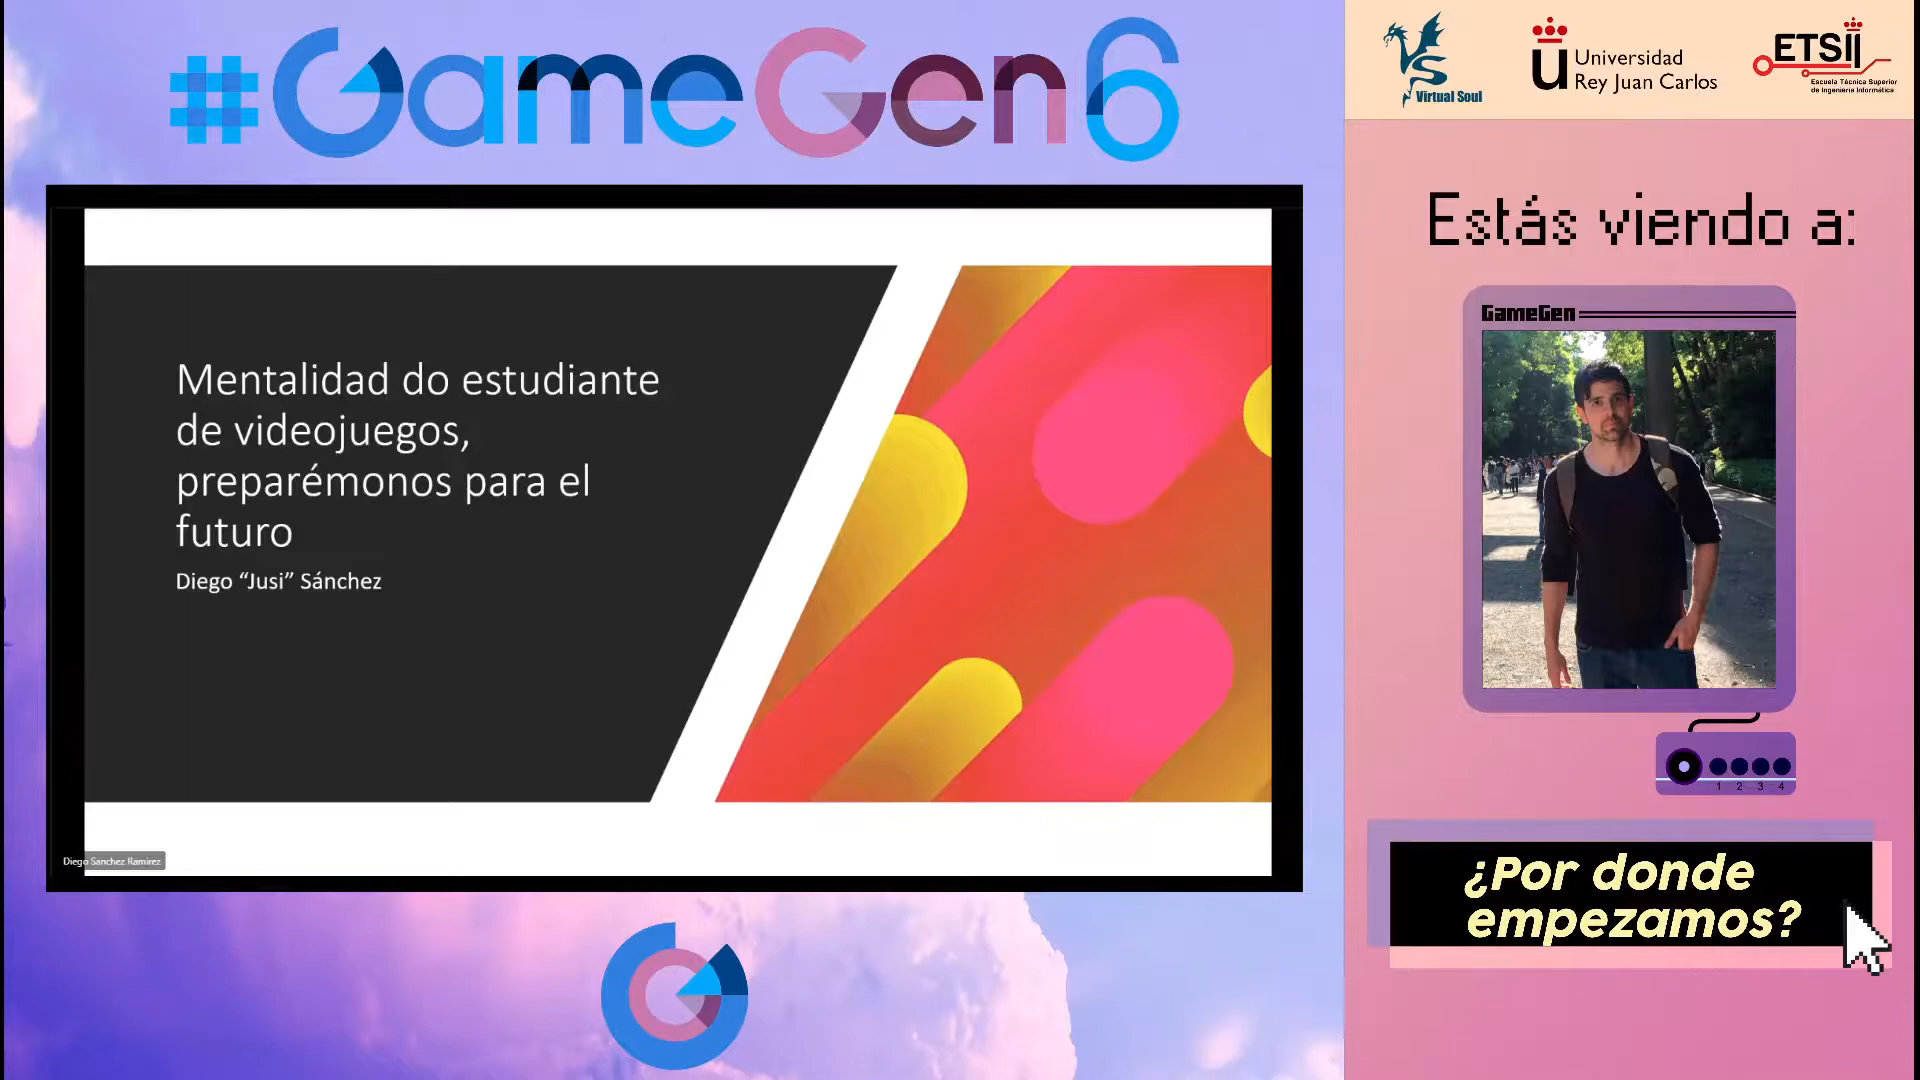 #GameGen6
Virtual Soul
Universidad
Rey Juan Carlos
ETSII
Escuela Técnica Superior
de Ingeniería Informática
Mentalidad do estudiante
de videojuegos,
preparémonos para el
futuro
Diego “Jusi” Sánchez
Diego Sanchez Ramirez
Estás viendo a:
GameGen
1 2 3 4
¿Por donde
empezamos?